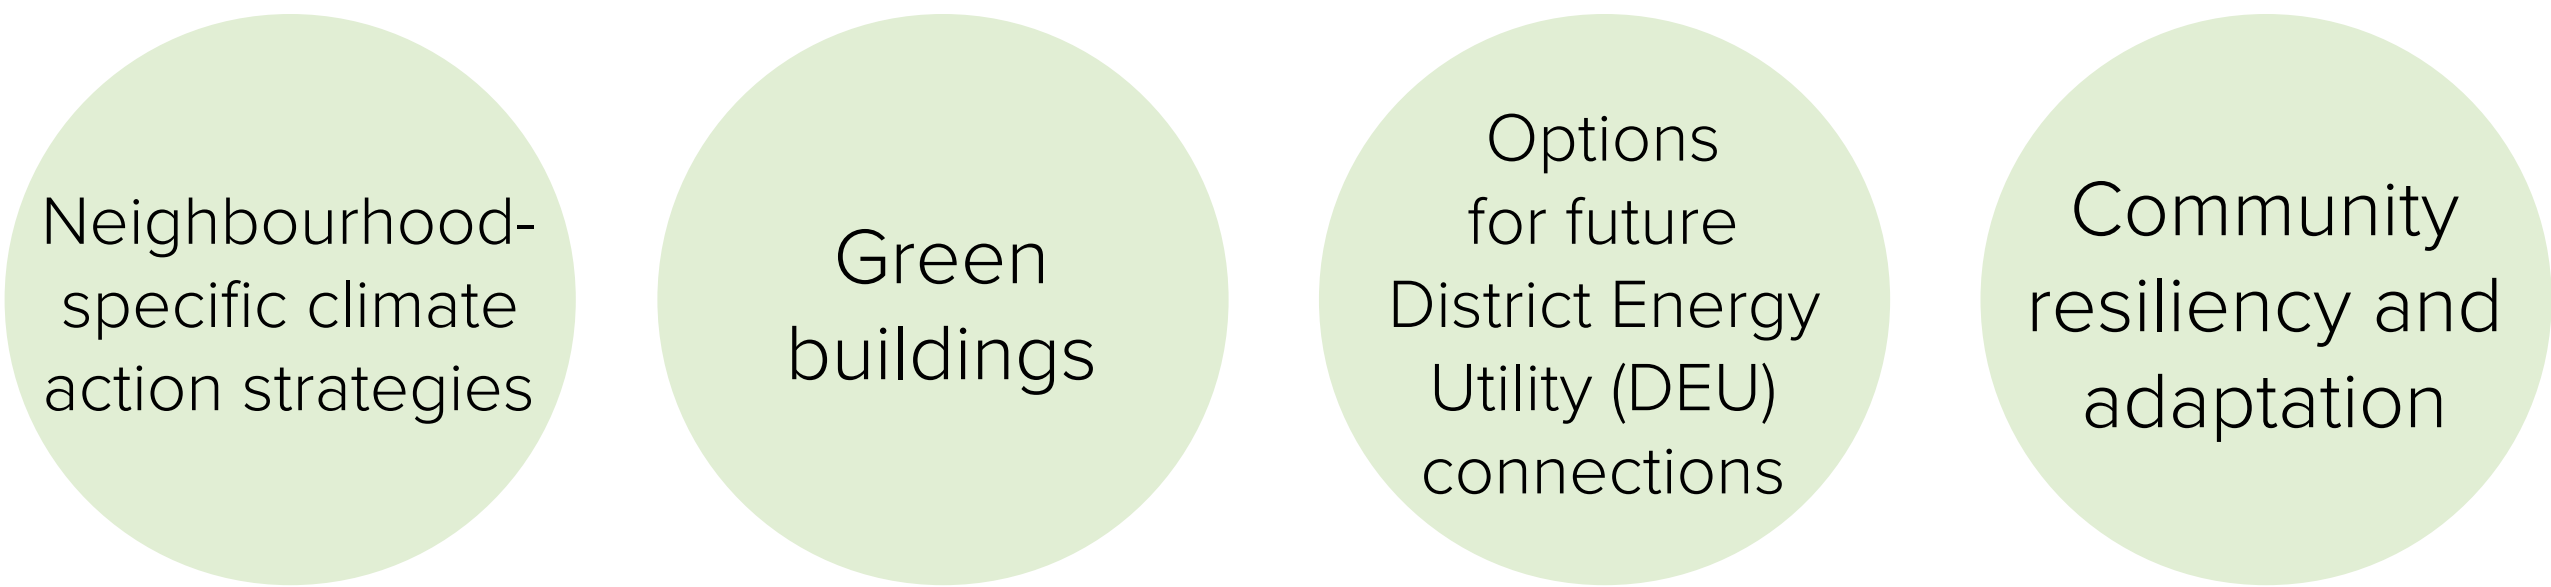 Neighbourhood-
specific climate
action strategies
Green
buildings
Options
for future
District Energy
Utility (DEU)
connections
Community
resiliency and
adaptation